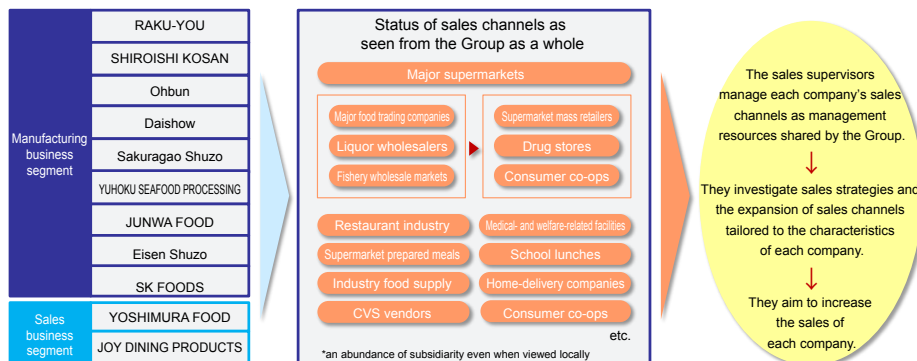 Manufacturing
business
segment
RAKU-YOU
SHIROISHI KOSAN
Ohbun
Daishow
Sakuragao Shuzo
YUHOKU SEAFOOD PROCESSING
JUNWA FOOD
Eisen Shuzo
SK FOODS
Sales
business
segment
YOSHIMURA FOOD
JOY DINING PRODUCTS
Status of sales channels as
seen from the Group as a whole
Major supermarkets
Major food trading companies
Liquor wholesalers
Fishery wholesale markets
Supermarket mass retailers
Drug stores
Consumer co-ops
Restaurant industry
Medical- and welfare-related facilities
Supermarket prepared meals
School lunches
Industry food supply
Home-delivery companies
CVS vendors
Consumer co-ops
etc.
*an abundance of subsidiarity even when viewed locally
The sales supervisors
manage each company's sales
channels as management
resources shared by the Group.
↓
They investigate sales strategies and
the expansion of sales channels
tailored to the characteristics
of each company.
↓
They aim to increase
the sales of
each company.